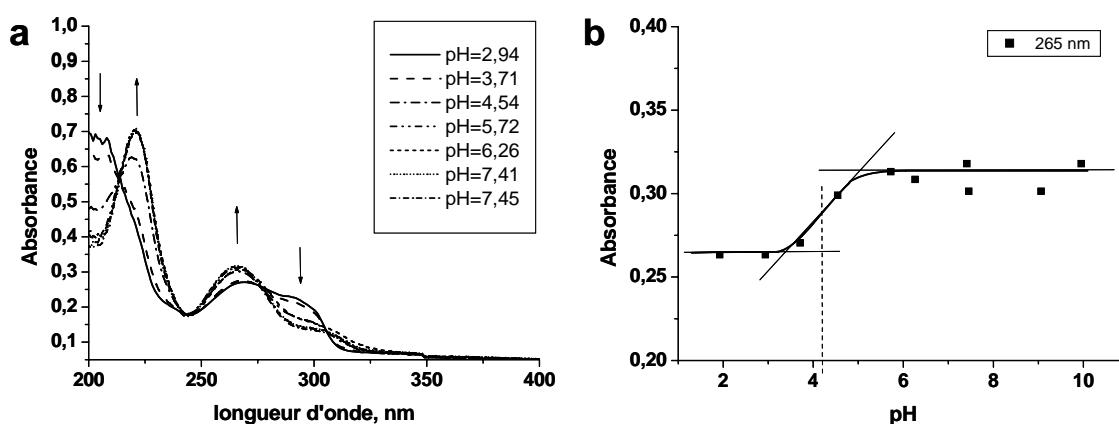 a
1,0
0,9
0,8
0,7
0,6
0,5
0,4
0,3
0,2
0,1
Absorbance
200
250
300
350
400
longueur d'onde, nm
pH=2,94
pH=3,71
pH=4,54
pH=5,72
pH=6,26
pH=7,41
pH=7,45
b
0,40
0,35
0,30
0,25
0,20
Absorbance
2
4
6
8
10
pH
265 nm